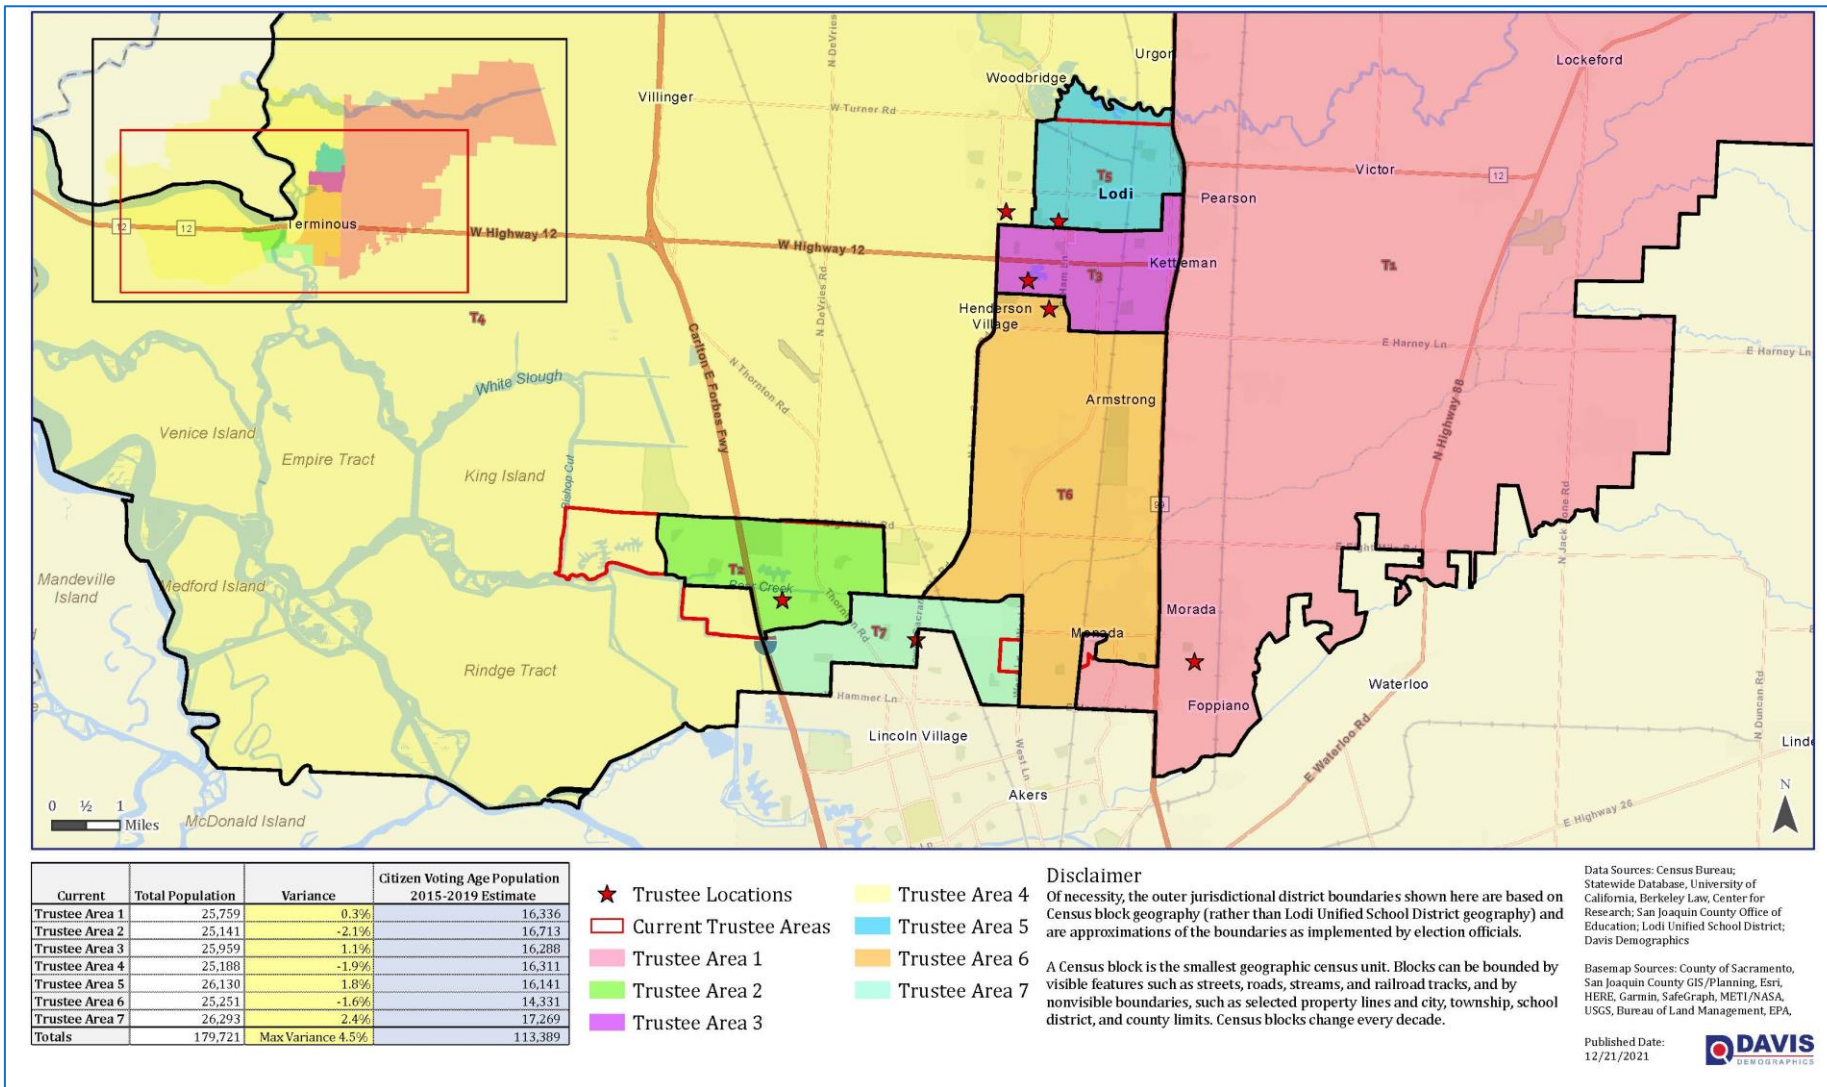 Urgon
Lockeford
Woodbridge
Villinger
N DeVries
W Turner Rd
Victor
12
T5
Lodi
Pearson
Terminous
12
12
W Highway 12
W Highway 12
Kettleman
Ham Ln
T3
T1
N DeVries Rd
Henderson
Village
T4
E Harney Ln
E Harney Ln
Carlton E Forbes Fwy
N Thornton Rd
White Slough
Armstrong
N Highway 88
Venice Island
Empire Tract
King Island
Bishop Cut
T6
99
N Jack Tone Rd
Mandeville
Island
Medford Island
T2
Bear Creek
Thornton Rd
T7
Morada
Morada
Rindge Tract
W Hammer Ln
Foppiano
Waterloo
N Duncan Rd
Lincoln Village
West Ln
E Waterloo Rd
Akers
E Highway 26
McDonald Island
0 ½ 1
Miles
N
Current Total Population Variance Citizen Voting Age Population 2015-2019 Estimate
Trustee Area 1 25,759 0.3% 16,336
Trustee Area 2 25,141 -2.1% 16,713
Trustee Area 3 25,959 1.1% 16,288
Trustee Area 4 25,188 -1.9% 16,311
Trustee Area 5 26,130 1.8% 16,141
Trustee Area 6 25,251 -1.6% 14,331
Trustee Area 7 26,293 2.4% 17,269
Totals 179,721 Max Variance 4.5% 113,389
Trustee Locations
Current Trustee Areas
Trustee Area 1
Trustee Area 2
Trustee Area 3
Trustee Area 4
Trustee Area 5
Trustee Area 6
Trustee Area 7
Disclaimer
Of necessity, the outer jurisdictional district boundaries shown here are based on
Census block geography (rather than Lodi Unified School District geography) and
are approximations of the boundaries as implemented by election officials.
A Census block is the smallest geographic census unit. Blocks can be bounded by
visible features such as streets, roads, streams, and railroad tracks, and by
nonvisible boundaries, such as selected property lines and city, township, school
district, and county limits. Census blocks change every decade.
Data Sources: Census Bureau;
Statewide Database, University of
California, Berkeley Law, Center for
Research; San Joaquin County Office of
Education; Lodi Unified School District;
Davis Demographics
Basemap Sources: County of Sacramento,
San Joaquin County GIS/Planning, Esri,
HERE, Garmin, SafeGraph, METI/NASA,
USGS, Bureau of Land Management, EPA,
Published Date:
12/21/2021
DAVIS
DEMOGRAPHICS